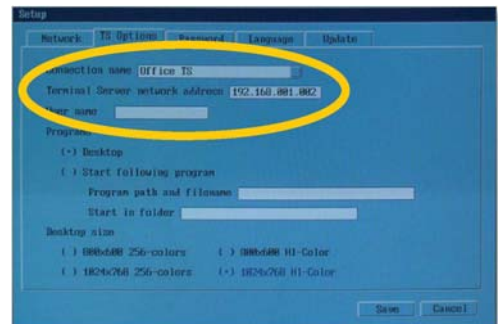 Setup
Network TS Options Password Language Update
Connection name Office TS
Terminal Server network address 192.168.001.002
User name
Program
(•) Desktop
( ) Start following program
Program path and filename
Start in folder
Desktop size
( ) 800x600 256-colors ( ) 800x600 HI-Color
( ) 1024x768 256-colors (•) 1024x768 HI-Color
Save Cancel